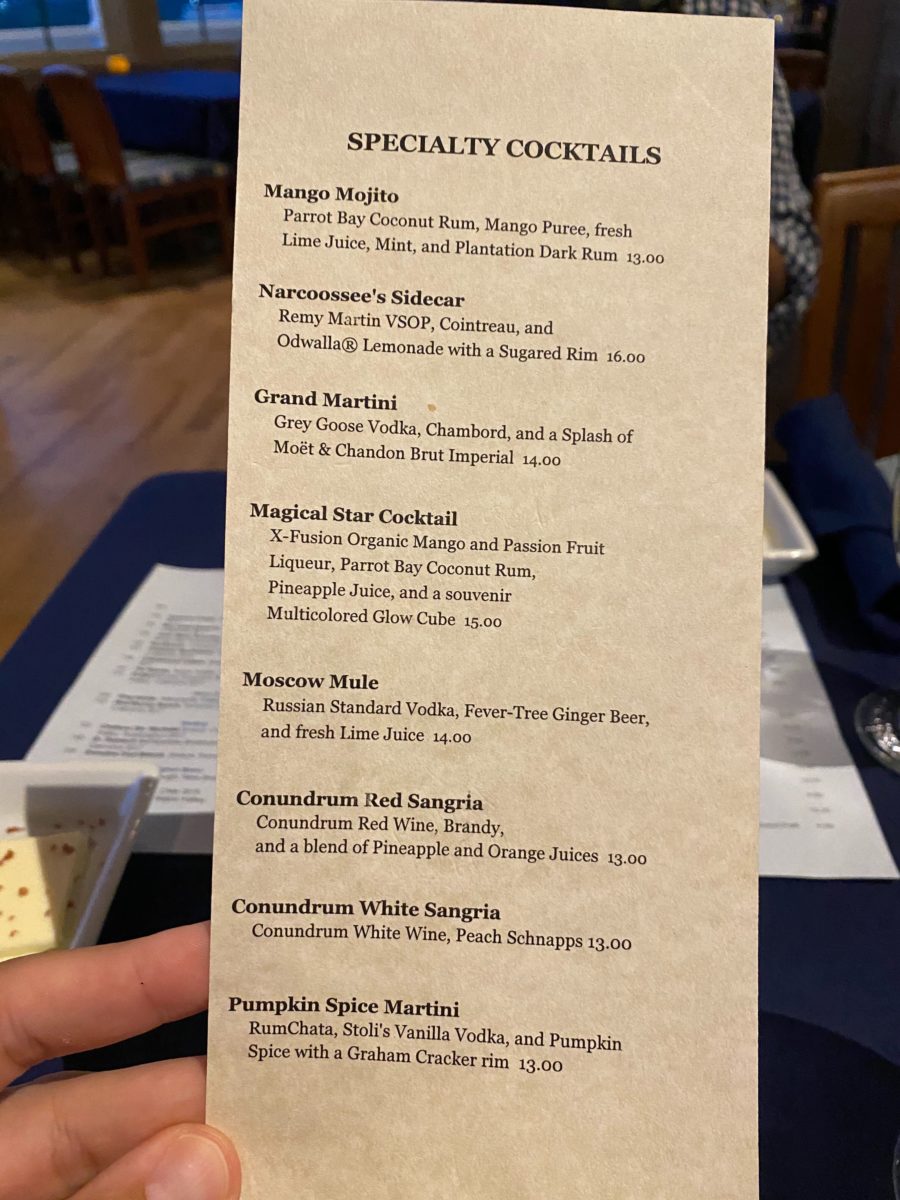 SPECIALTY COCKTAILS
Mango Mojito
Parrot Bay Coconut Rum, Mango Puree, fresh
Lime Juice, Mint, and Plantation Dark Rum 13.00
Narcoossee's Sidecar
Remy Martin VSOP, Cointreau, and
Odwalla® Lemonade with a Sugared Rim 16.00
Grand Martini
Grey Goose Vodka, Chambord, and a Splash of
Moët & Chandon Brut Imperial 14.00
Magical Star Cocktail
X-Fusion Organic Mango and Passion Fruit
Liqueur, Parrot Bay Coconut Rum,
Pineapple Juice, and a souvenir
Multicolored Glow Cube 15.00
Moscow Mule
Russian Standard Vodka, Fever-Tree Ginger Beer,
and fresh Lime Juice 14.00
Conundrum Red Sangria
Conundrum Red Wine, Brandy,
and a blend of Pineapple and Orange Juices 13.00
Conundrum White Sangria
Conundrum White Wine, Peach Schnapps 13.00
Pumpkin Spice Martini
RumChata, Stoli's Vanilla Vodka, and Pumpkin
Spice with a Graham Cracker rim 13.00